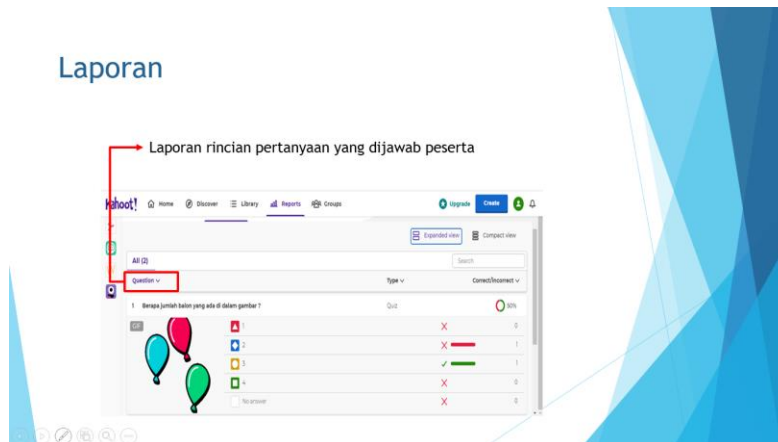 Laporan
Laporan rincian pertanyaan yang dijawab peserta
Kahoot! Home Discover Library Reports Groups Upgrade Create
Expanded view Compact view
All (2) Search
Question Type Correct/incorrect
1 Berapa jumlah balon yang ada di dalam gambar ? Quiz 50%
1 0
2 1
3 1
4 0
No answer 0